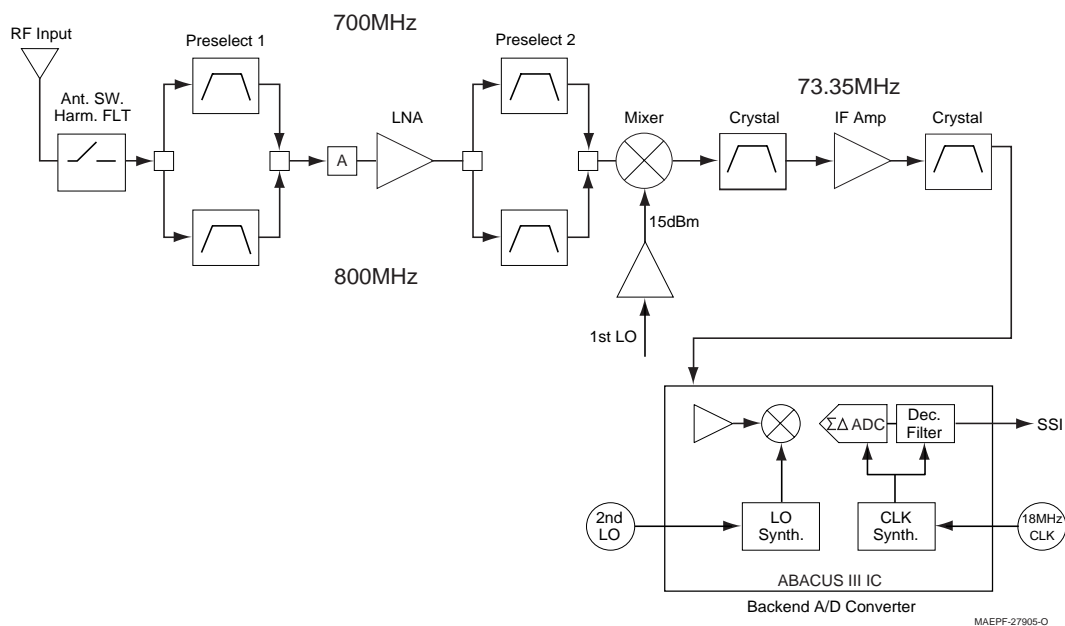 700MHz
RF Input
Preselect 1
Preselect 2
Ant. SW.
Harm. FLT
LNA
A
73.35MHz
Mixer
Crystal
IF Amp
Crystal
15dBm
800MHz
1st LO
ΣΔ ADC
Dec.
Filter
SSI
2nd
LO
LO
Synth.
CLK
Synth.
18MHz
CLK
ABACUS III IC
Backend A/D Converter
MAEPF-27905-O